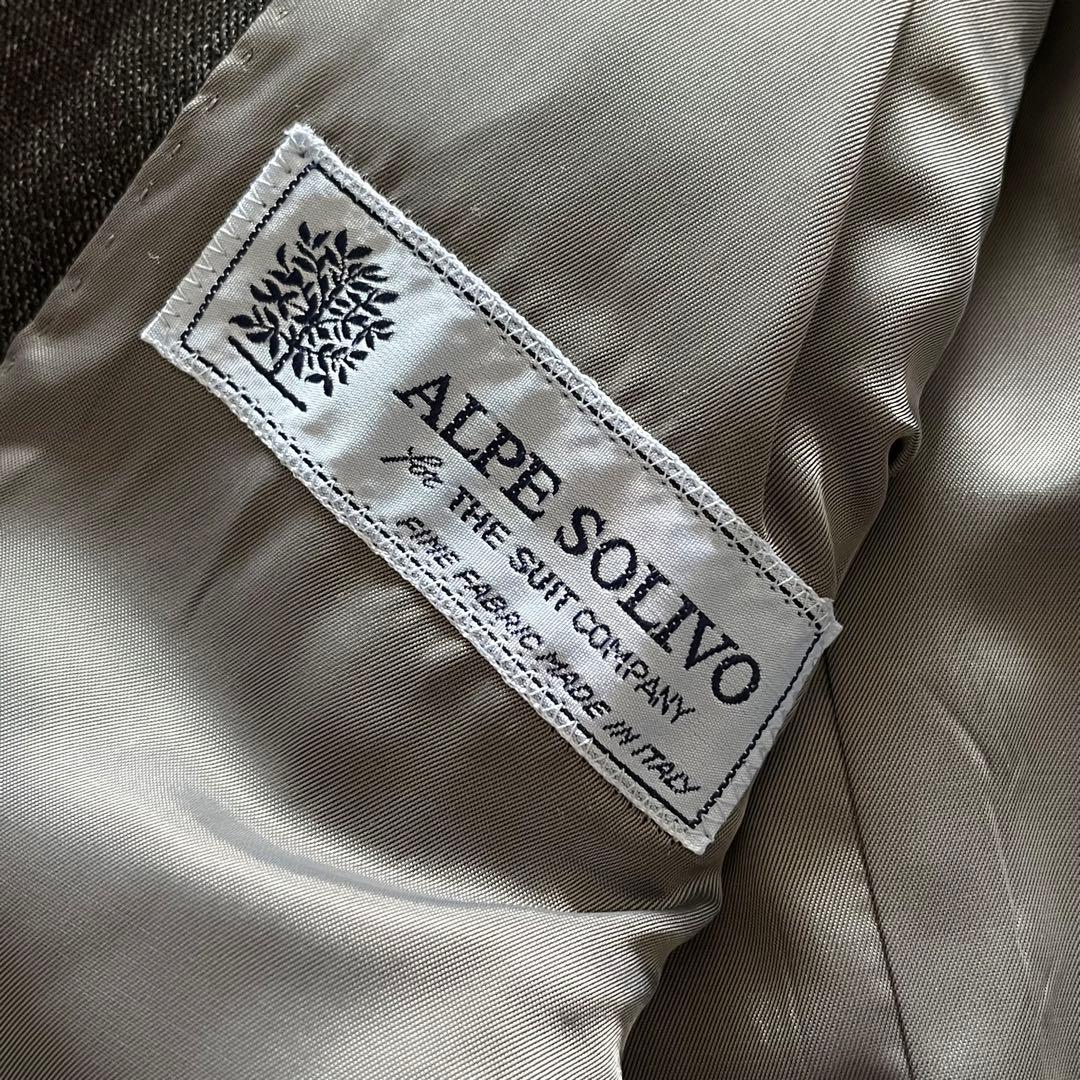 ALPE SOLIVO
for THE SUIT COMPANY
FINE FABRIC MADE IN ITALY